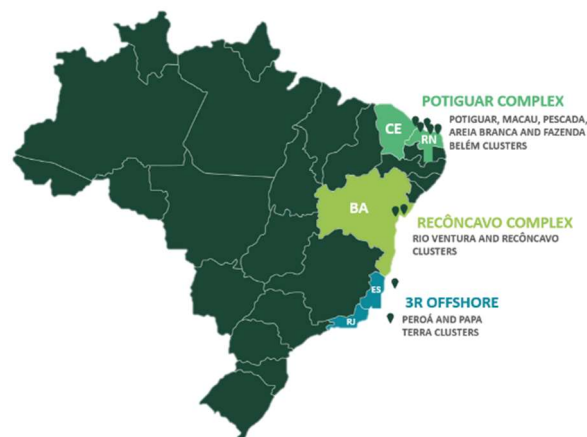 POTIGUAR COMPLEX
CE
RN
POTIGUAR, MACAU, PESCADA,
AREIA BRANCA AND FAZENDA
BELÉM CLUSTERS
BA
RECÔNCAVO COMPLEX
RIO VENTURA AND RECÔNCAVO
CLUSTERS
ES
3R OFFSHORE
RJ
PEROÁ AND PAPA
TERRA CLUSTERS